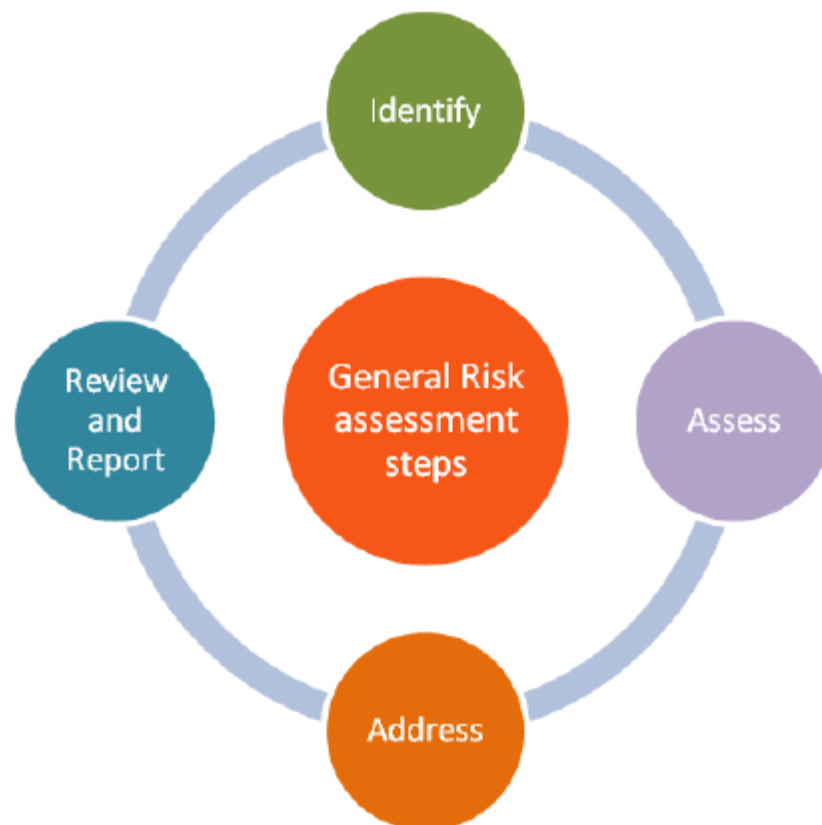 Identify
General Risk
assessment
steps
Review
and
Report
Assess
Address